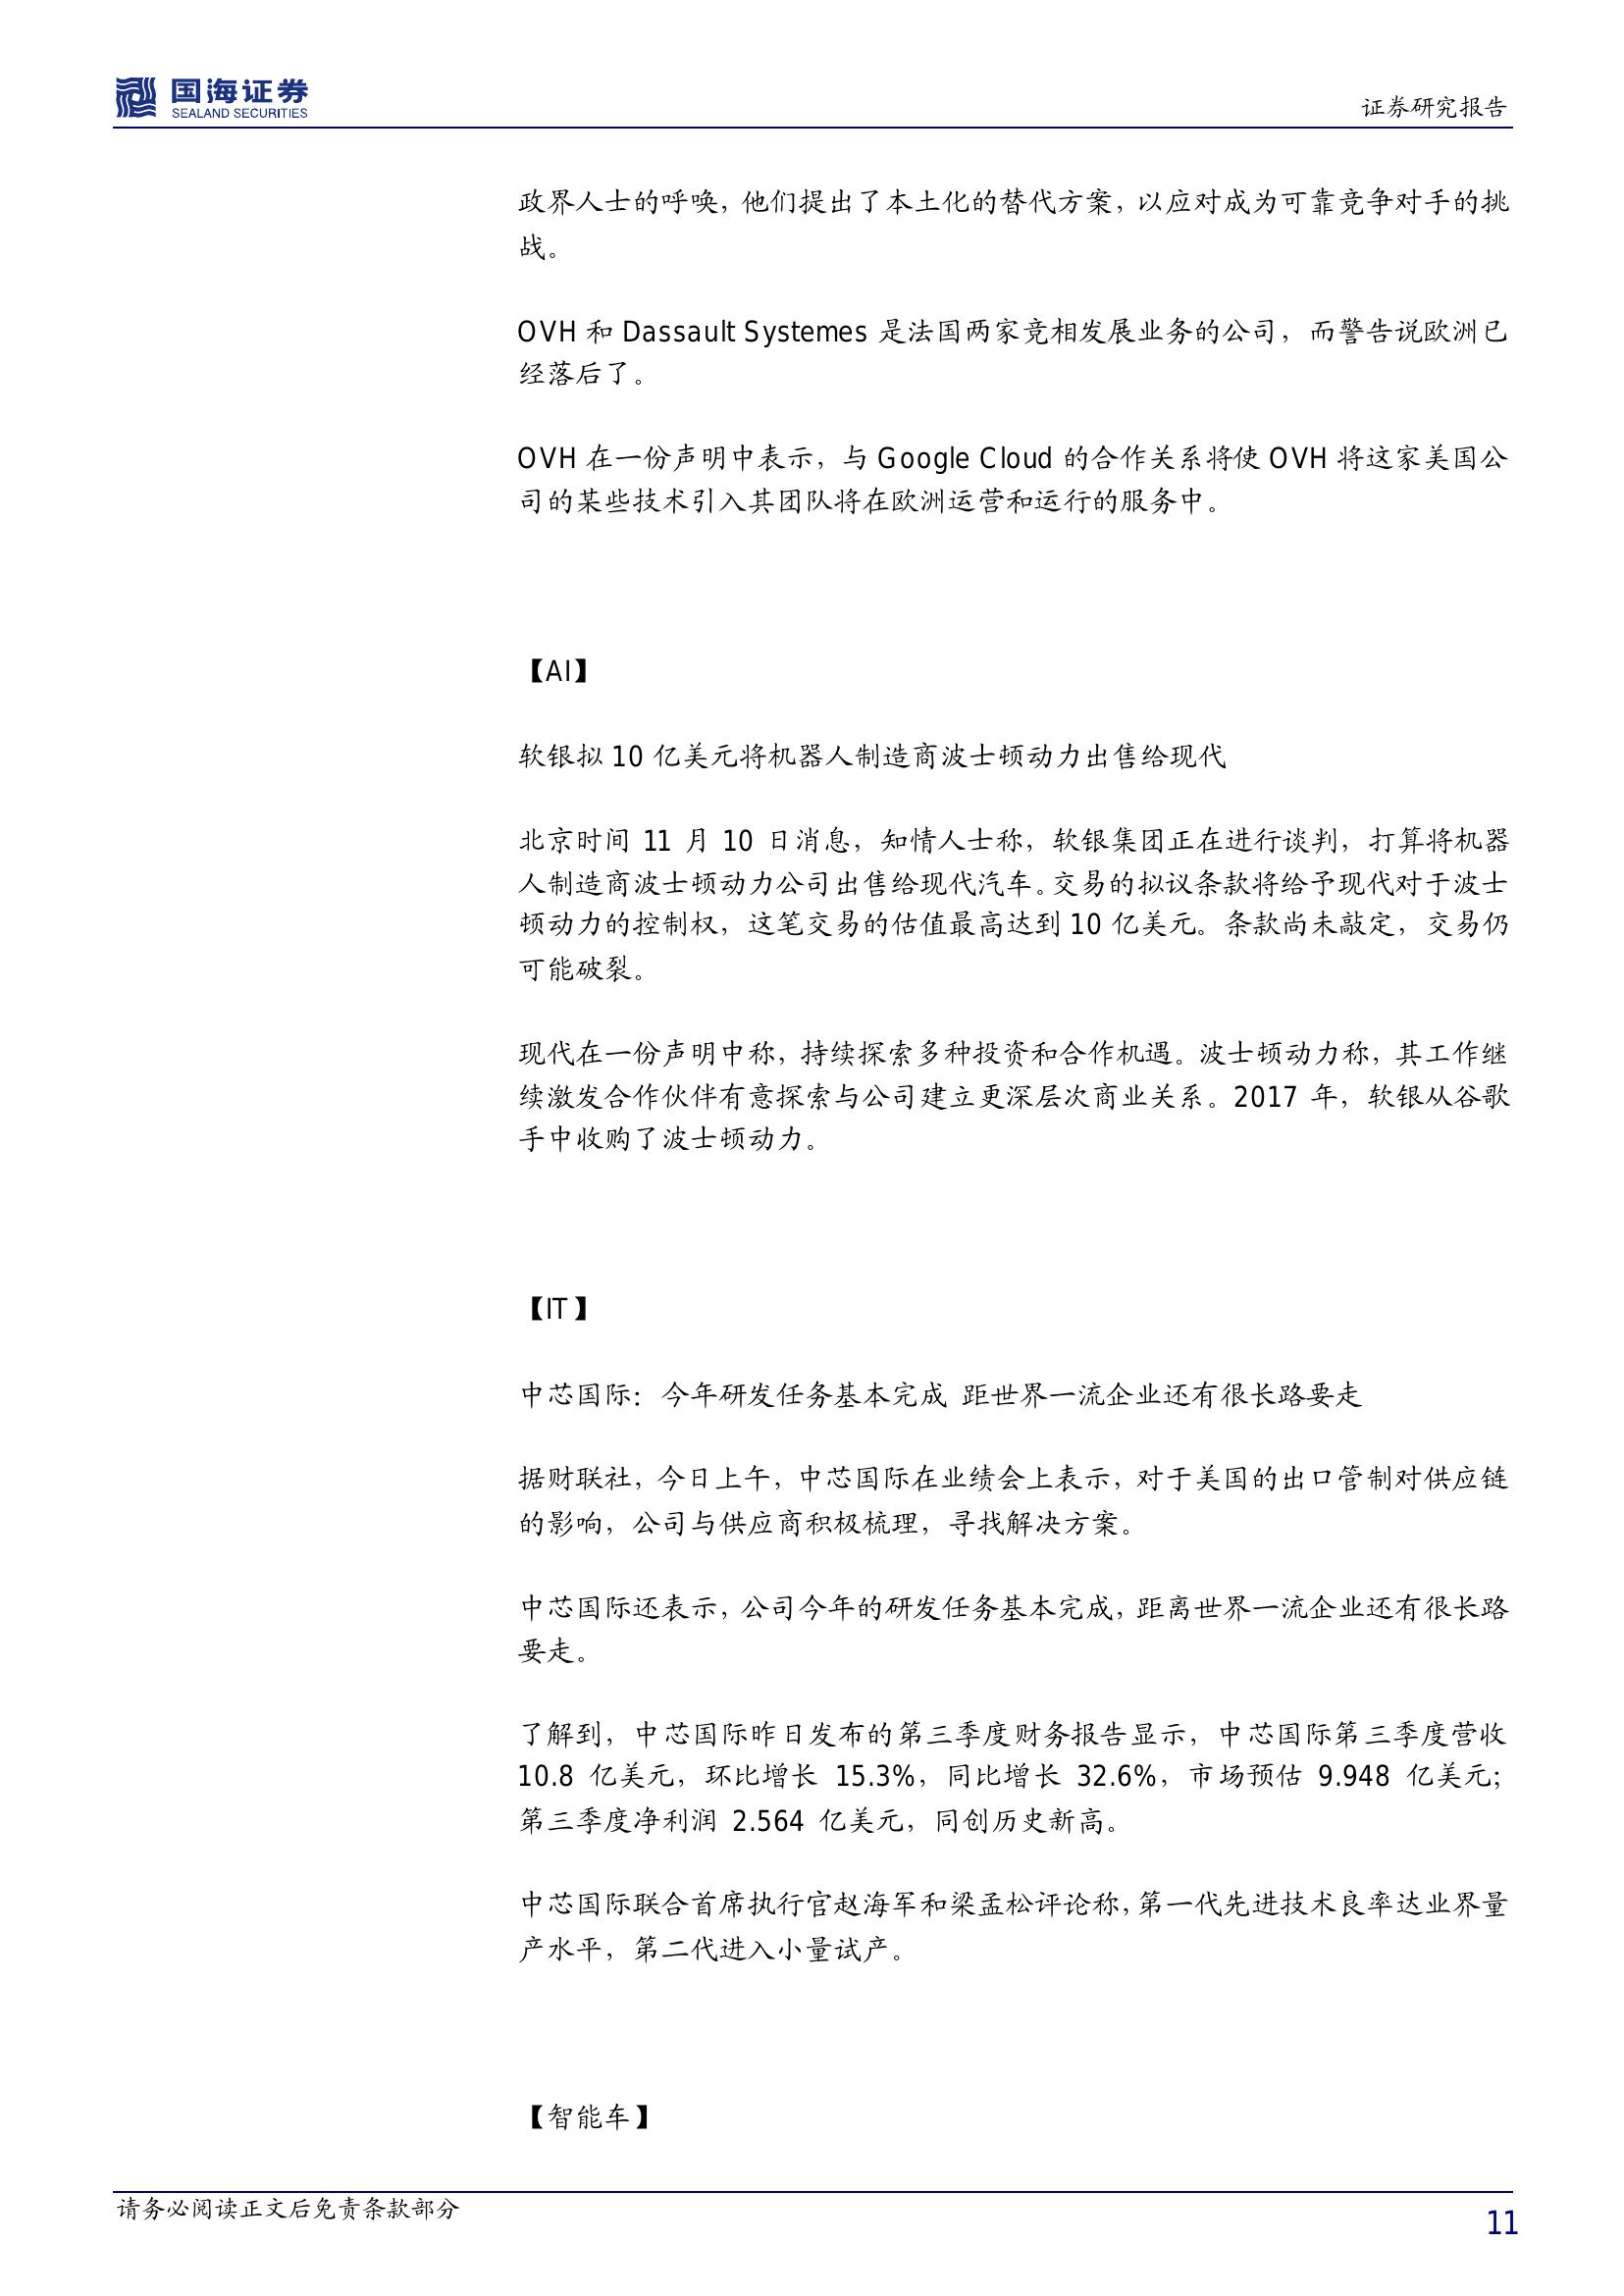 国海证券
SEALAND SECURITIES
证券研究报告
政界人士的呼唤，他们提出了本土化的替代方案，以应对成为可靠竞争对手的挑
战。
OVH 和 Dassault Systemes 是法国两家竞相发展业务的公司，而警告说欧洲已
经落后了。
OVH 在一份声明中表示，与 Google Cloud 的合作关系将使 OVH 将这家美国公
司的某些技术引入其团队将在欧洲运营和运行的服务中。
【AI】
软银拟 10 亿美元将机器人制造商波士顿动力出售给现代
北京时间 11 月 10 日消息，知情人士称，软银集团正在进行谈判，打算将机器
人制造商波士顿动力公司出售给现代汽车。交易的拟议条款将给予现代对于波士
顿动力的控制权，这笔交易的估值最高达到 10 亿美元。条款尚未敲定，交易仍
可能破裂。
现代在一份声明中称，持续探索多种投资和合作机遇。波士顿动力称，其工作继
续激发合作伙伴有意探索与公司建立更深层次商业关系。2017 年，软银从谷歌
手中收购了波士顿动力。
【IT】
中芯国际：今年研发任务基本完成 距世界一流企业还有很长路要走
据财联社，今日上午，中芯国际在业绩会上表示，对于美国的出口管制对供应链
的影响，公司与供应商积极梳理，寻找解决方案。
中芯国际还表示，公司今年的研发任务基本完成，距离世界一流企业还有很长路
要走。
了解到，中芯国际昨日发布的第三季度财务报告显示，中芯国际第三季度营收
10.8 亿美元，环比增长 15.3%，同比增长 32.6%，市场预估 9.948 亿美元；
第三季度净利润 2.564 亿美元，同创历史新高。
中芯国际联合首席执行官赵海军和梁孟松评论称，第一代先进技术良率达业界量
产水平，第二代进入小量试产。
【智能车】
请务必阅读正文后免责条款部分
11